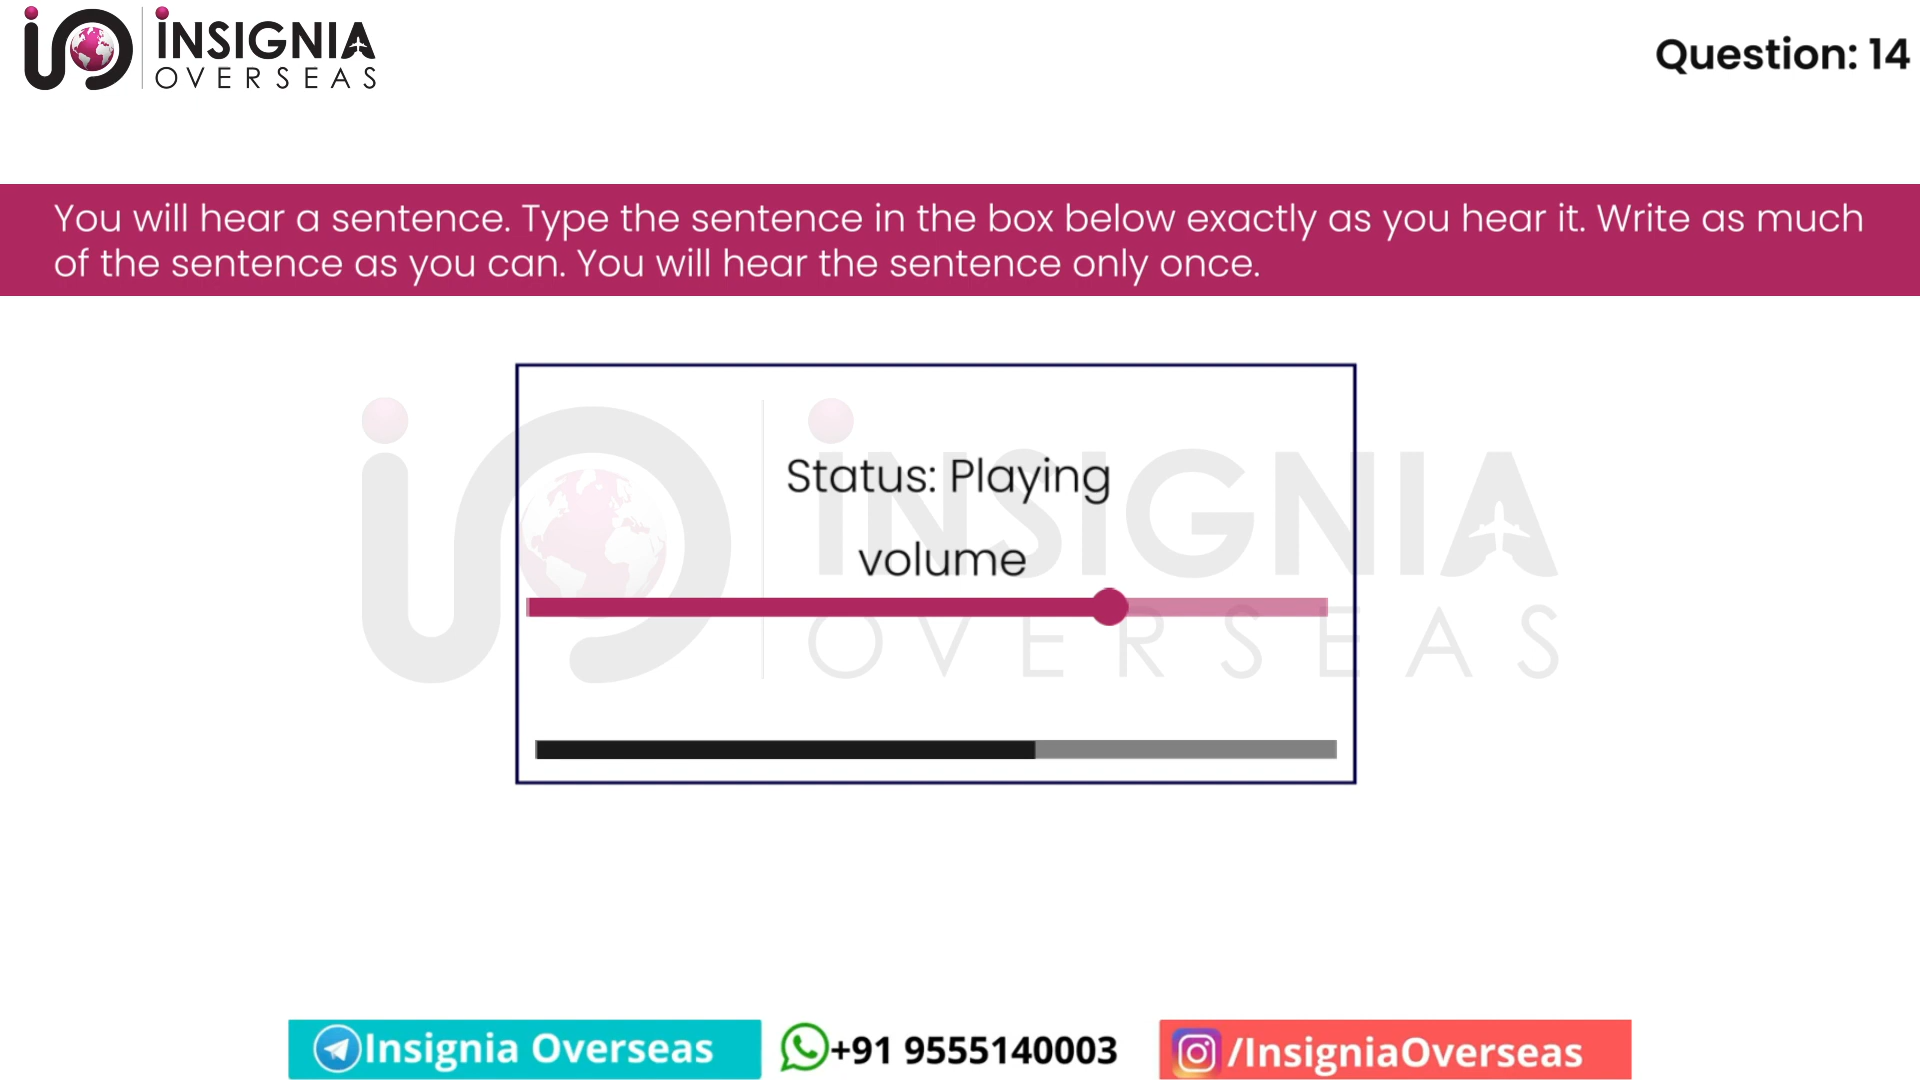 INSIGNIA
OVERSEAS
Question: 14
You will hear a sentence. Type the sentence in the box below exactly as you hear it. Write as much
of the sentence as you can. You will hear the sentence only once.
Status: Playing
volume
INSIGNIA
OVERSEAS
Insignia Overseas
+91 9555140003
/InsigniaOverseas